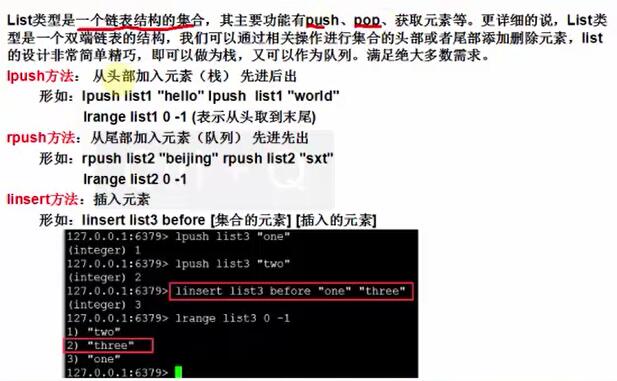 List类型是一个链表结构的集合，其主要功能有push、pop、获取元素等。更详细的说，List类
型是一个双端链表的结构，我们可以通过相关操作进行集合的头部或者尾部添加删除元素，list
的设计非常简单精巧，即可以做为栈，又可以作为队列。满足绝大多数需求。
lpush方法： 从头部加入元素（栈） 先进后出
形如：lpush list1 "hello" lpush list1 "world"
lrange list1 0 -1 (表示从头取到末尾)
rpush方法：从尾部加入元素（队列） 先进先出
形如：rpush list2 "beijing" rpush list2 "sxt"
lrange list2 0 -1
linsert方法：插入元素
形如：linsert list3 before [集合的元素] [插入的元素]
127.0.0.1:6379> lpush list3 "one"
(integer) 1
127.0.0.1:6379> lpush list3 "two"
(integer) 2
127.0.0.1:6379> linsert list3 before "one" "three"
(integer) 3
127.0.0.1:6379> lrange list3 0 -1
1) "two"
2) "three"
3) "one"
127.0.0.1:6379>